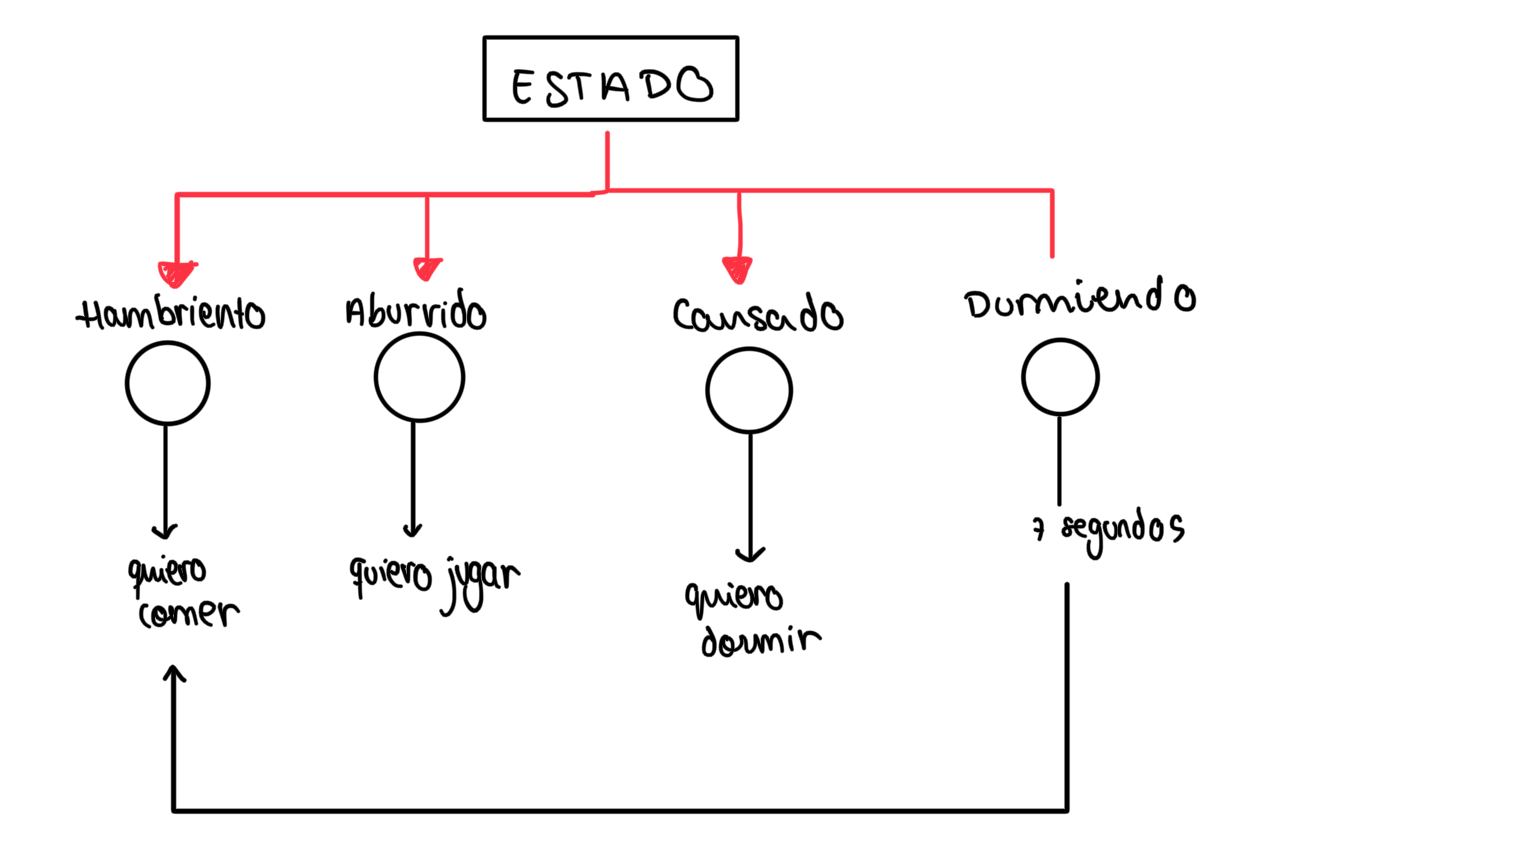 ESTADO
Hambriento
Aburrido
Cansado
Durmiendo
quiero
comer
quiero jugar
quiero
dormir
7 segundos